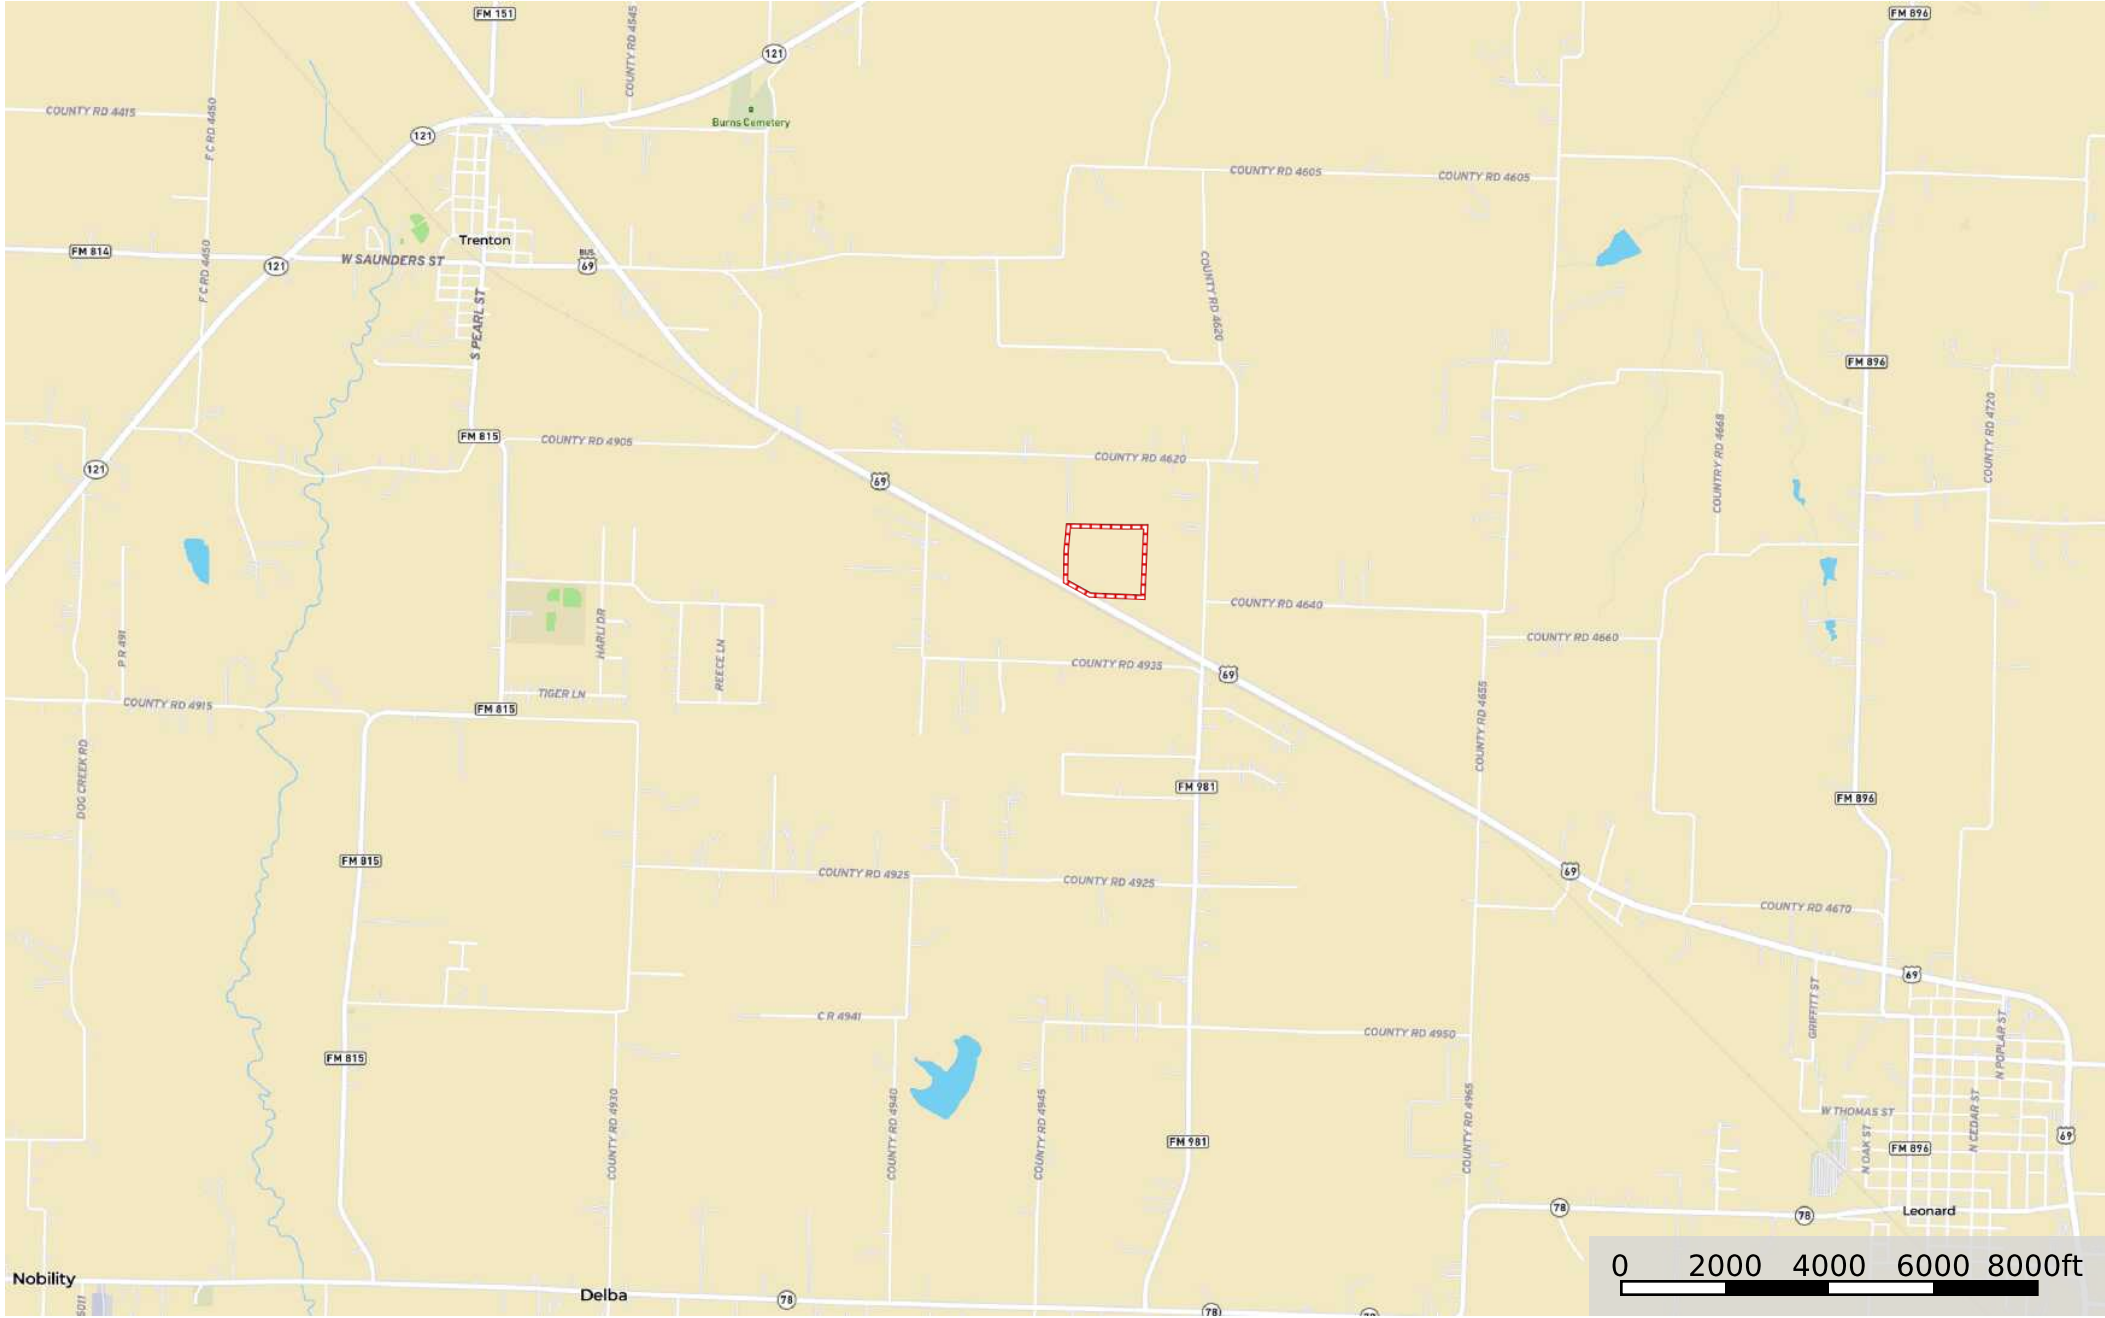 FM 151
FM 896
COUNTY RD 4545
121
COUNTY RD 4415
F C RD 4450
Burns Cemetery
121
COUNTY RD 4605
COUNTY RD 4605
Trenton
FM 814
W SAUNDERS ST
121
BUS
69
F C RD 4450
COUNTY RD 4620
S PEARL ST
FM 896
COUNTY RD 4720
COUNTRY RD 4668
FM 815
COUNTY RD 4905
COUNTY RD 4620
121
69
COUNTY RD 4640
P R 491
HARLI DR
REECE LN
COUNTY RD 4660
COUNTY RD 4935
69
TIGER LN
COUNTY RD 4915
FM 815
COUNTY RD 4655
DOG CREEK RD
FM 981
FM 896
FM 815
COUNTY RD 4925
COUNTY RD 4925
69
COUNTY RD 4670
69
GRIFFITT ST
C R 4941
COUNTY RD 4950
N POPLAR ST
FM 815
COUNTY RD 4930
COUNTY RD 4940
COUNTY RD 4945
COUNTY RD 4965
W THOMAS ST
N CEDAR ST
FM 981
N OAK ST
FM 896
69
78
78
Leonard
Nobility
Delba
78
78
0 2000 4000 6000 8000ft